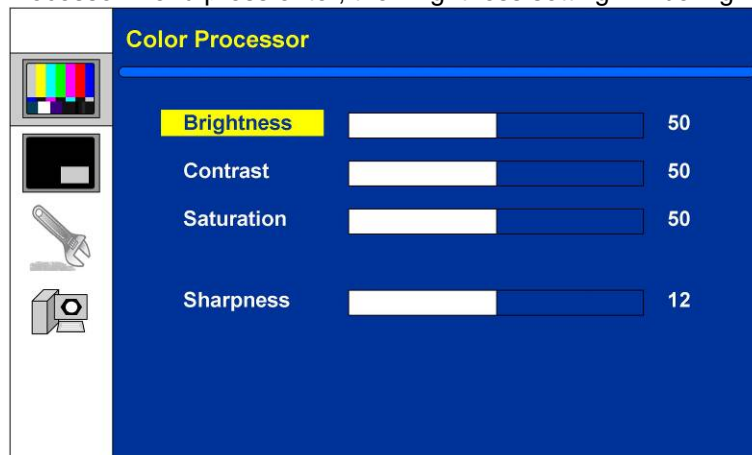 Color Processor
Brightness 50
Contrast 50
Saturation 50
Sharpness 12